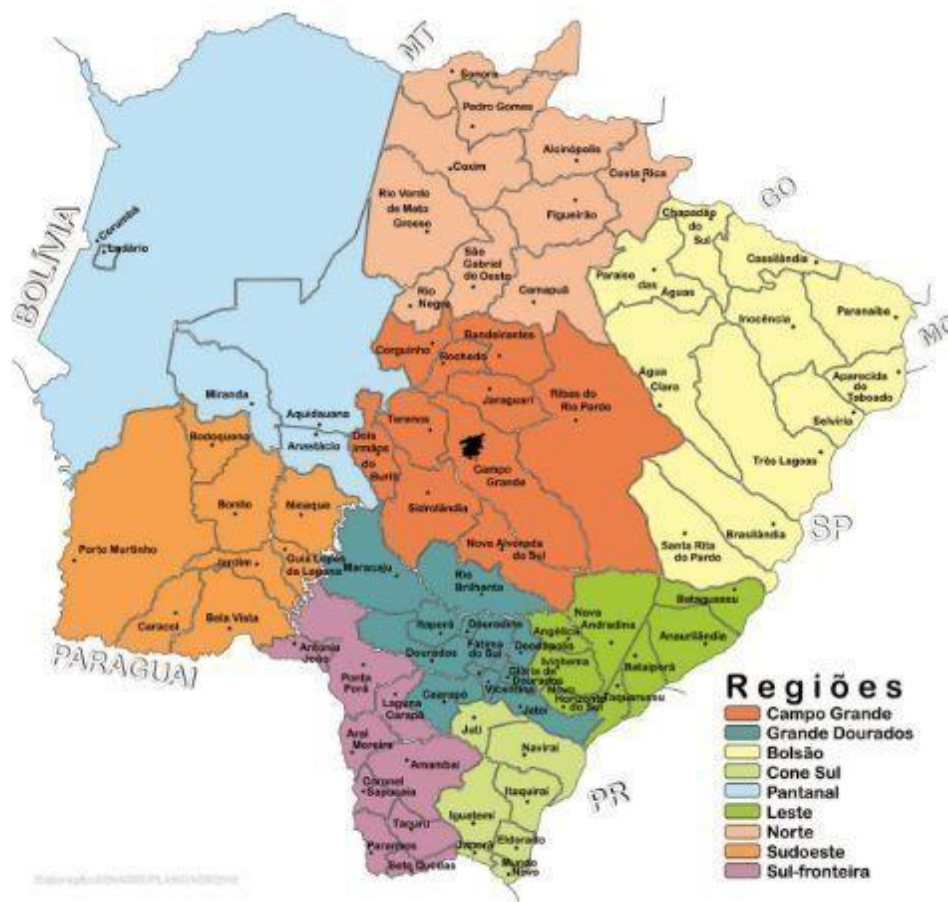 MT
Sonora
Pedro Gomes
Alcinópolis
Coxim
Costa Rica
Rio Verde
de Mato
Grosso
Figueirão
GO
Chapadão
do
Sul
São
Gabriel
do Oeste
Cassilândia
Paraíso
das
Águas
BOLÍVIA
Corumbá
Ladário
Rio
Negro
Camapuã
Inocência
Paranaíba
Bandeirantes
Corguinho
Rochedo
Água
Clara
Aparecida
do
Taboado
Miranda
Jaraguari
Ribas do
Rio Pardo
Selvíria
Aquidauana
Terenos
Anastácio
Dois
Irmãos
do
Buriti
Bodoquena
Campo
Grande
Três Lagoas
Sidrolândia
Bonito
Nioaque
SP
Brasilândia
Santa Rita
do Pardo
Porto Murtinho
Nova Alvorada
do Sul
Guia Lopes
da Laguna
Jardim
Maracaju
Rio
Brilhante
Bataguassu
Caracol
Bela Vista
Nova
Andradina
Anaurilândia
Itaporã
Douradina
Angélica
PARAGUAI
Antonio
João
Dourados
Fátima
do Sul
Deodápolis
Ivinhema
Batayporã
Glória de
Dourados
Ponta
Porã
Vicentina
Novo
Horizonte
do Sul
Taquarussu
Laguna
Carapã
Caarapó
Jateí
Juti
Naviraí
Aral
Moreira
Amambai
Coronel
Sapucaia
PR
Itaquiraí
Iguatemi
Tacuru
Paranhos
Eldorado
Japorã
Sete Quedas
Mundo
Novo
Regiões
Campo Grande
Grande Dourados
Bolsão
Cone Sul
Pantanal
Leste
Norte
Sudoeste
Sul-fronteira